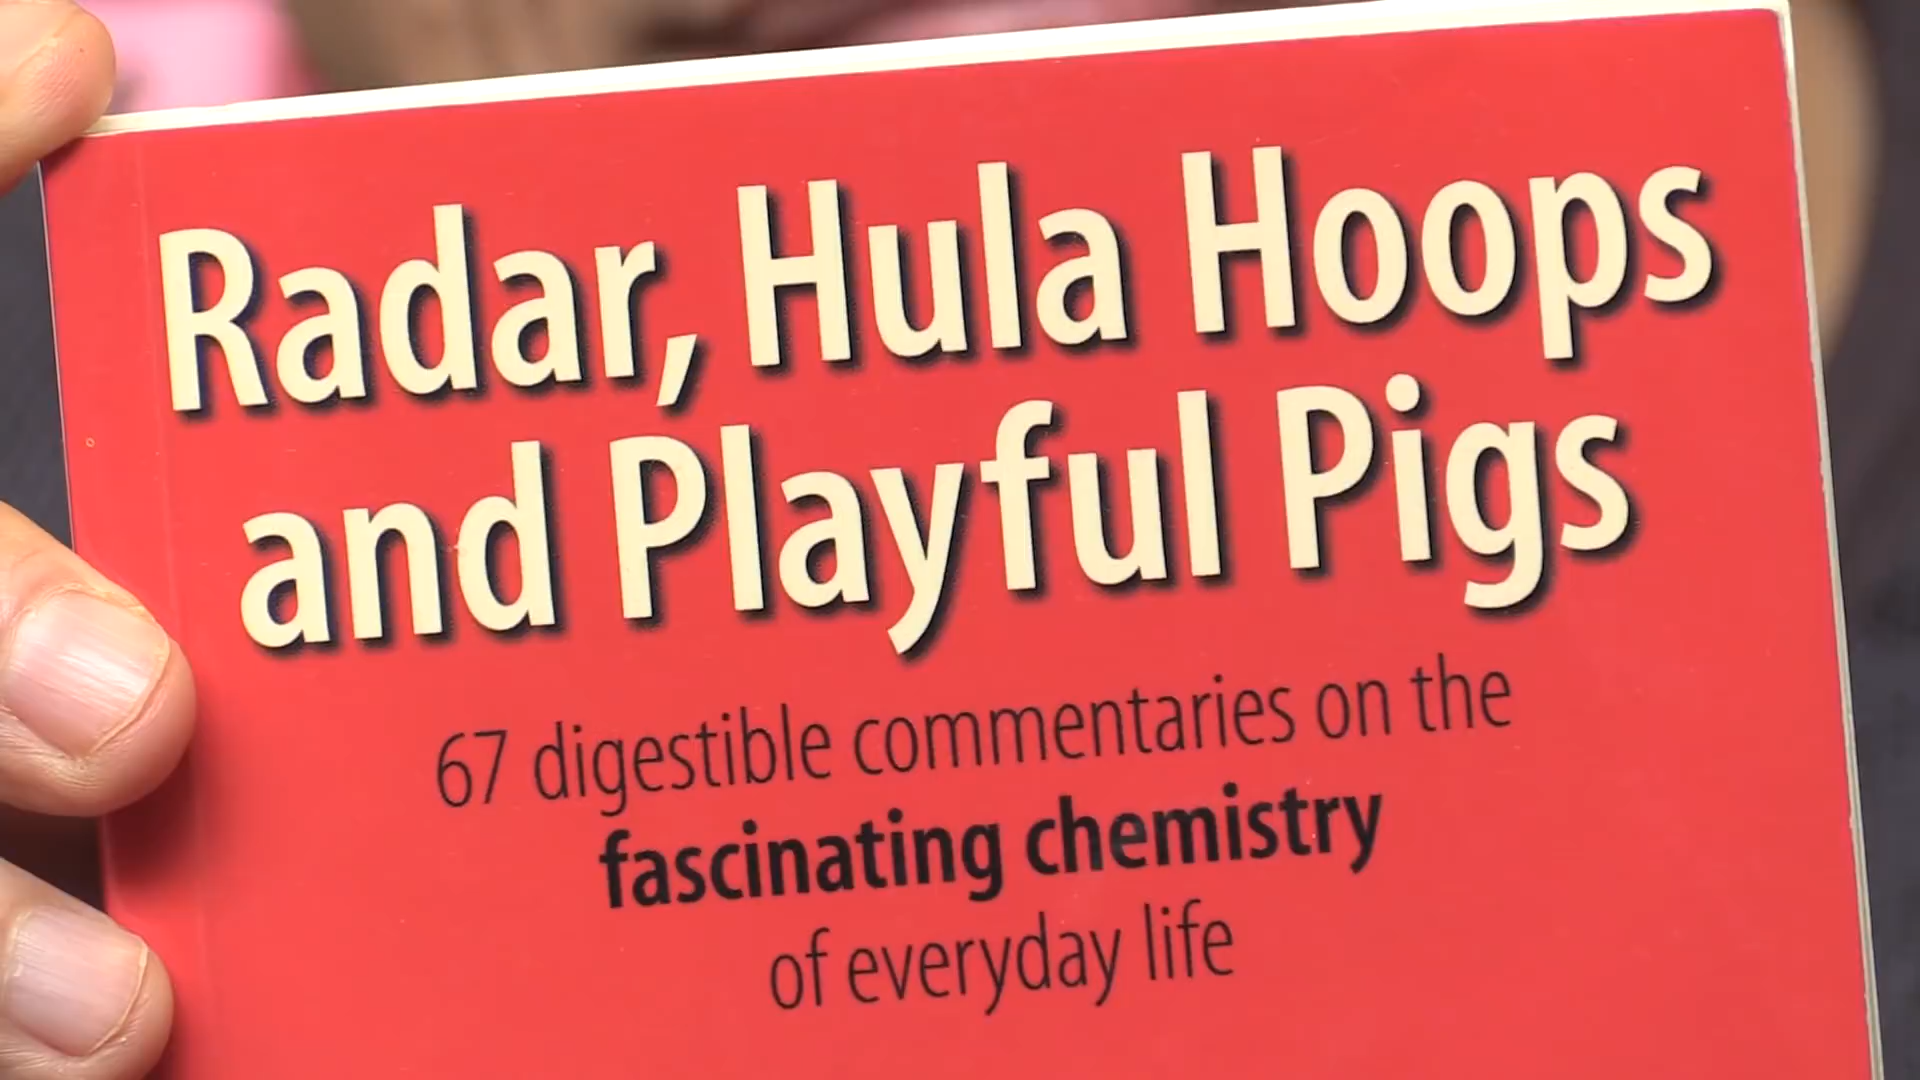 Radar, Hula Hoops
and Playful Pigs
67 digestible commentaries on the
fascinating chemistry
of everyday life